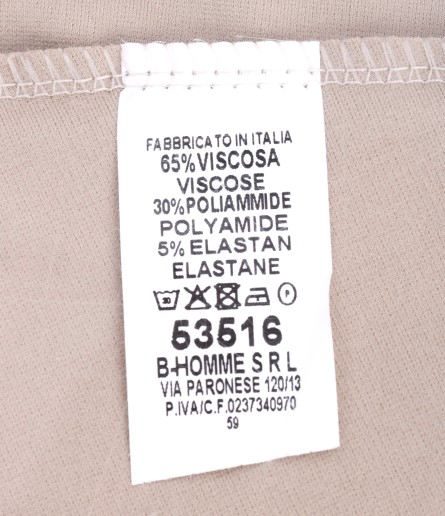 FABBRICATO IN ITALIA
65% VISCOSA
VISCOSE
30% POLIAMMIDE
POLYAMIDE
5% ELASTAN
ELASTANE
30 P
53516
B-HOMME S R L
VIA PARONESE 120/13
P.IVA/C.F.0237340970
59